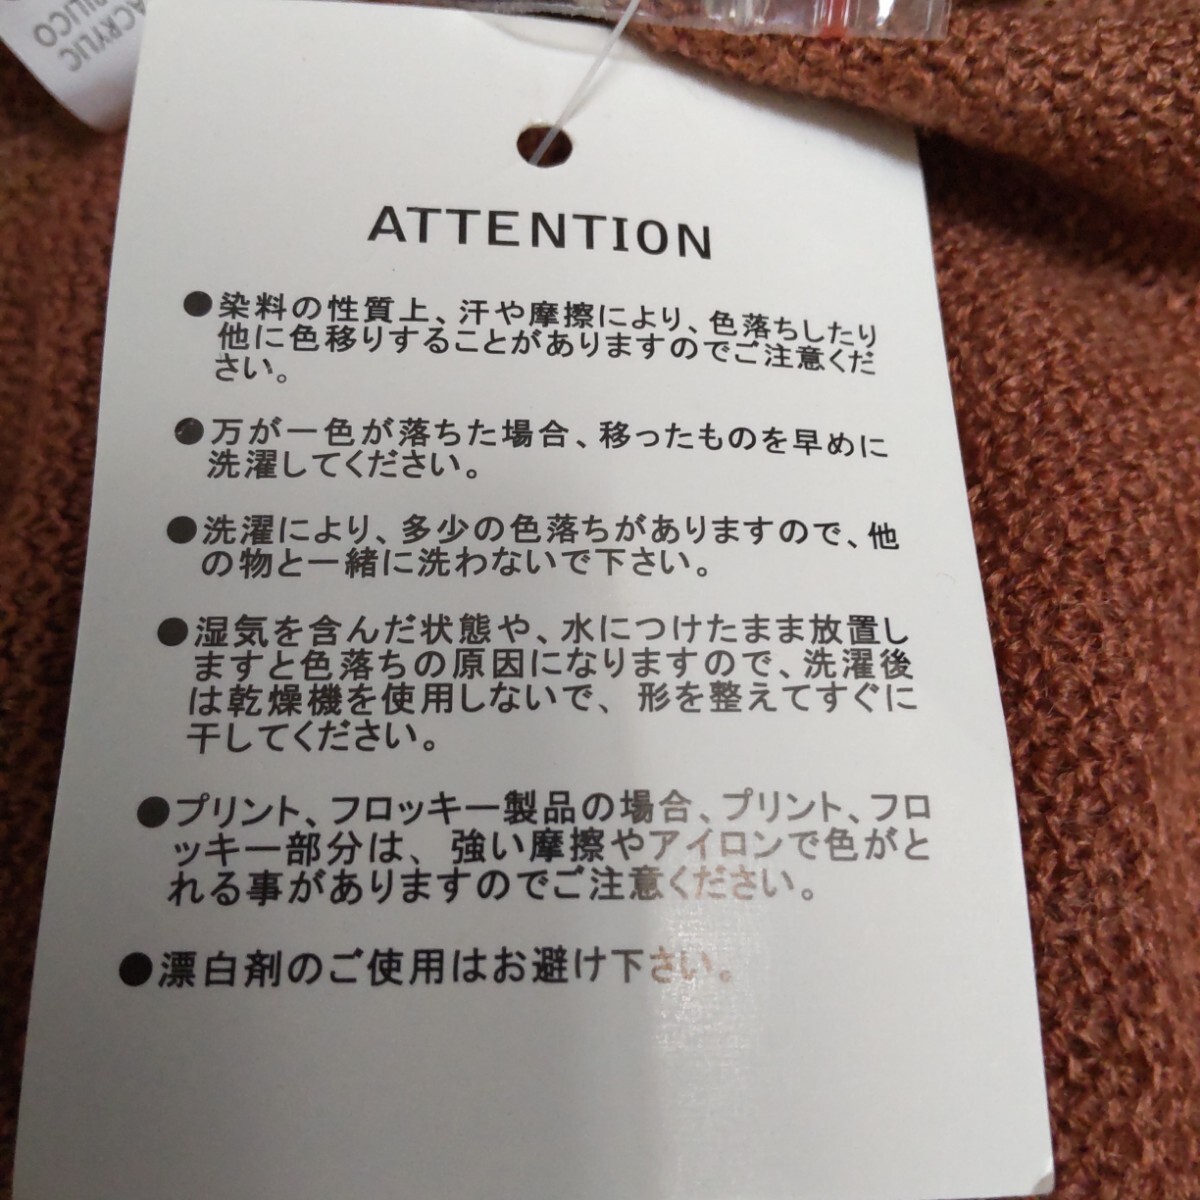 ACRYLIC
ATTENTION
●染料の性質上、汗や摩擦により、色落ちしたり
他に色移りすることがありますのでご注意くだ
さい。
●万が一色が落ちた場合、移ったものを早めに
洗濯してください。
●洗濯により、多少の色落ちがありますので、他
の物と一緒に洗わないで下さい。
●湿気を含んだ状態や、水につけたまま放置し
ますと色落ちの原因になりますので、洗濯後
は乾燥機を使用しないで、形を整えてすぐに
干してください。
●プリント、フロッキー製品の場合、プリント、フロ
ッキー部分は、強い摩擦やアイロンで色がと
れる事がありますのでご注意ください。
●漂白剤のご使用はお避け下さい。